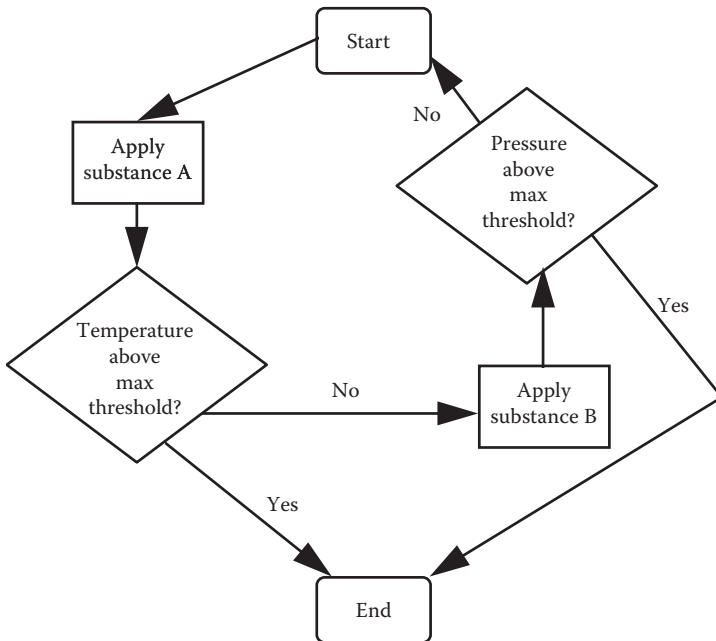 Start
Apply
substance A
Temperature
above
max
threshold?
No
Apply
substance B
Pressure
above
max
threshold?
No
Yes
Yes
End